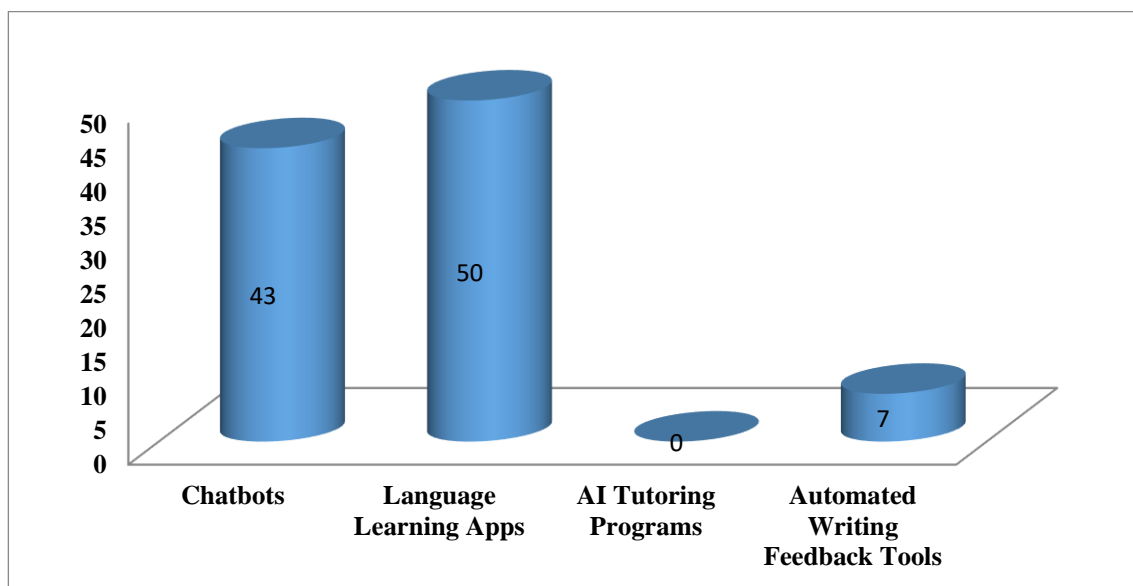 50
45
40
35
30
25
20
15
10
5
0
43
50
0
7
Chatbots
Language
Learning Apps
AI Tutoring
Programs
Automated
Writing
Feedback Tools